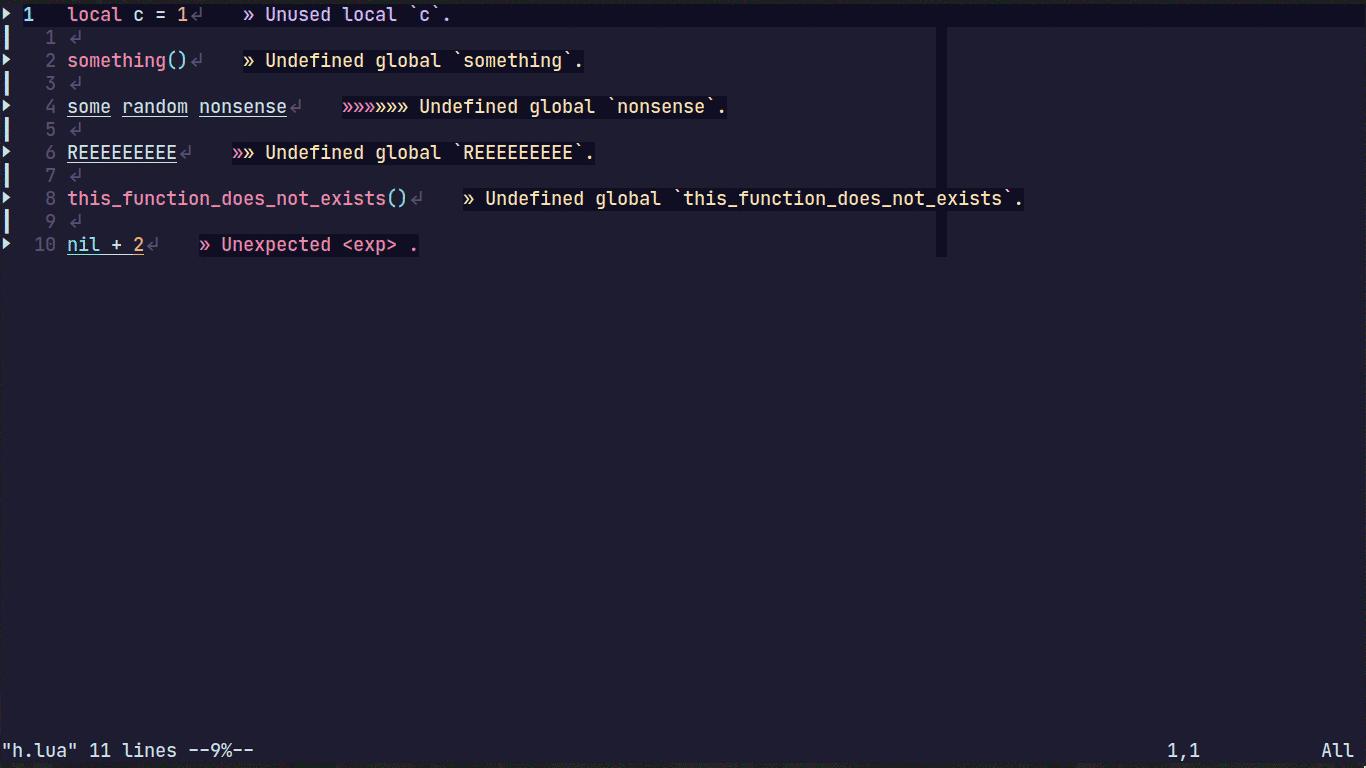 1 local c = 1↲ » Unused local `c`.
1 ↲
2 something()↲ » Undefined global `something`.
3 ↲
4 some random nonsense↲ »»»»»» Undefined global `nonsense`.
5 ↲
6 REEEEEEEEE↲ »» Undefined global `REEEEEEEEE`.
7 ↲
8 this_function_does_not_exists()↲ » Undefined global `this_function_does_not_exists`.
9 ↲
10 nil + 2↲ » Unexpected <exp> .
"h.lua" 11 lines --9%-- 1,1 All